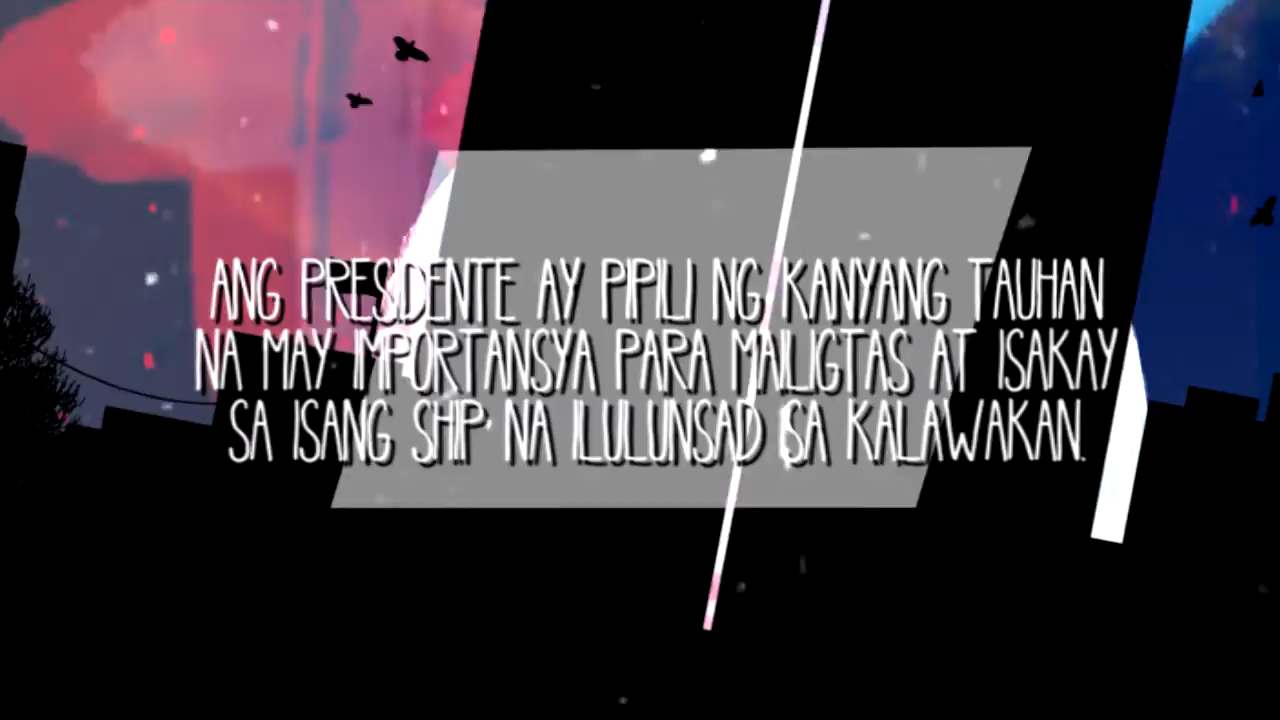 ANG PRESIDENTE AY PIPILI NG KANYANG TAUHAN
NA MAY IMPORTANSYA PARA MALIGTAS AT ISAKAY
SA ISANG SHIP NA ILULUNSAD SA KALAWAKAN.